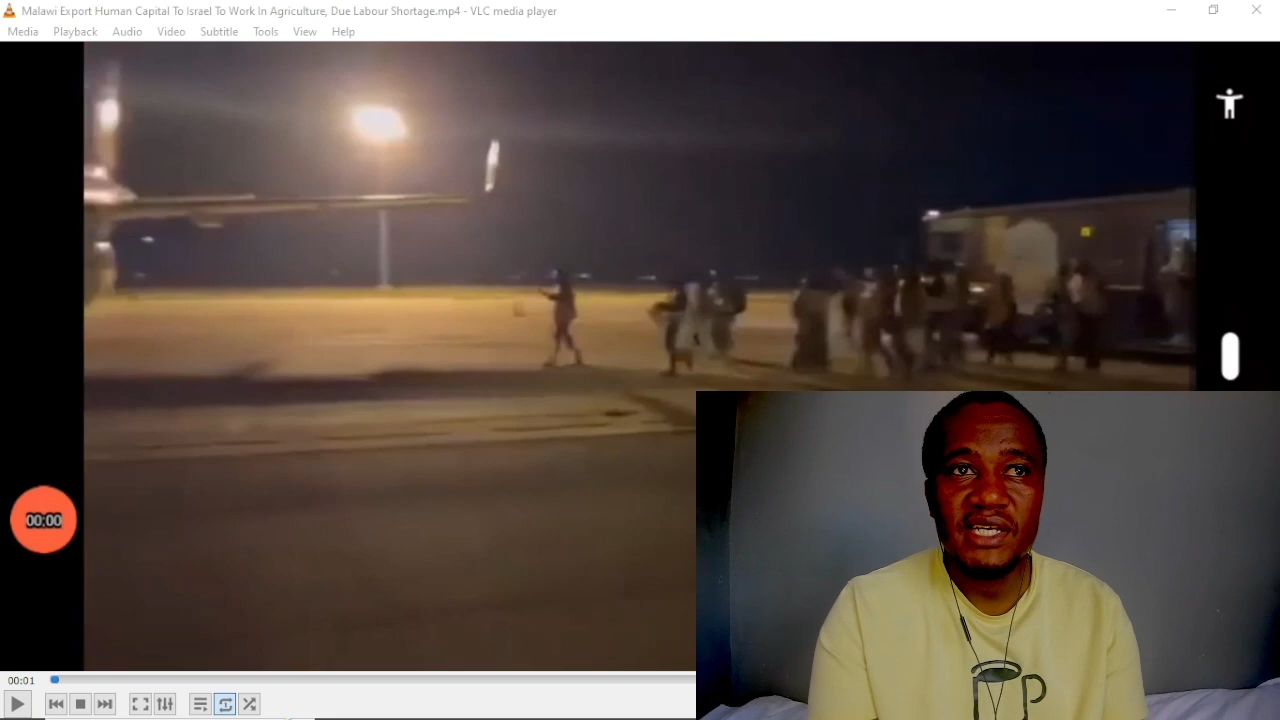 Malawi Export Human Capital To Israel To Work In Agriculture, Due Labour Shortage.mp4 - VLC media player
Media Playback Audio Video Subtitle Tools View Help
00:00
00:01